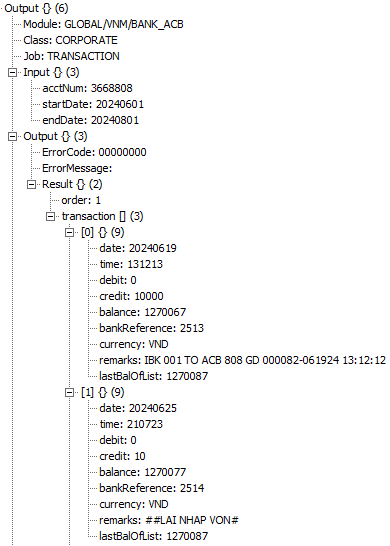 Output {} (6)
Module: GLOBAL/VNM/BANK_ACB
Class: CORPORATE
Job: TRANSACTION
Input {} (3)
acctNum: 3668808
startDate: 20240601
endDate: 20240801
Output {} (3)
ErrorCode: 00000000
ErrorMessage:
Result {} (2)
order: 1
transaction [] (3)
[0] {} (9)
date: 20240619
time: 131213
debit: 0
credit: 10000
balance: 1270067
bankReference: 2513
currency: VND
remarks: IBK 001 TO ACB 808 GD 000082-061924 13:12:12
lastBalOfList: 1270087
[1] {} (9)
date: 20240625
time: 210723
debit: 0
credit: 10
balance: 1270077
bankReference: 2514
currency: VND
remarks: ##LAI NHAP VON#
lastBalOfList: 1270087